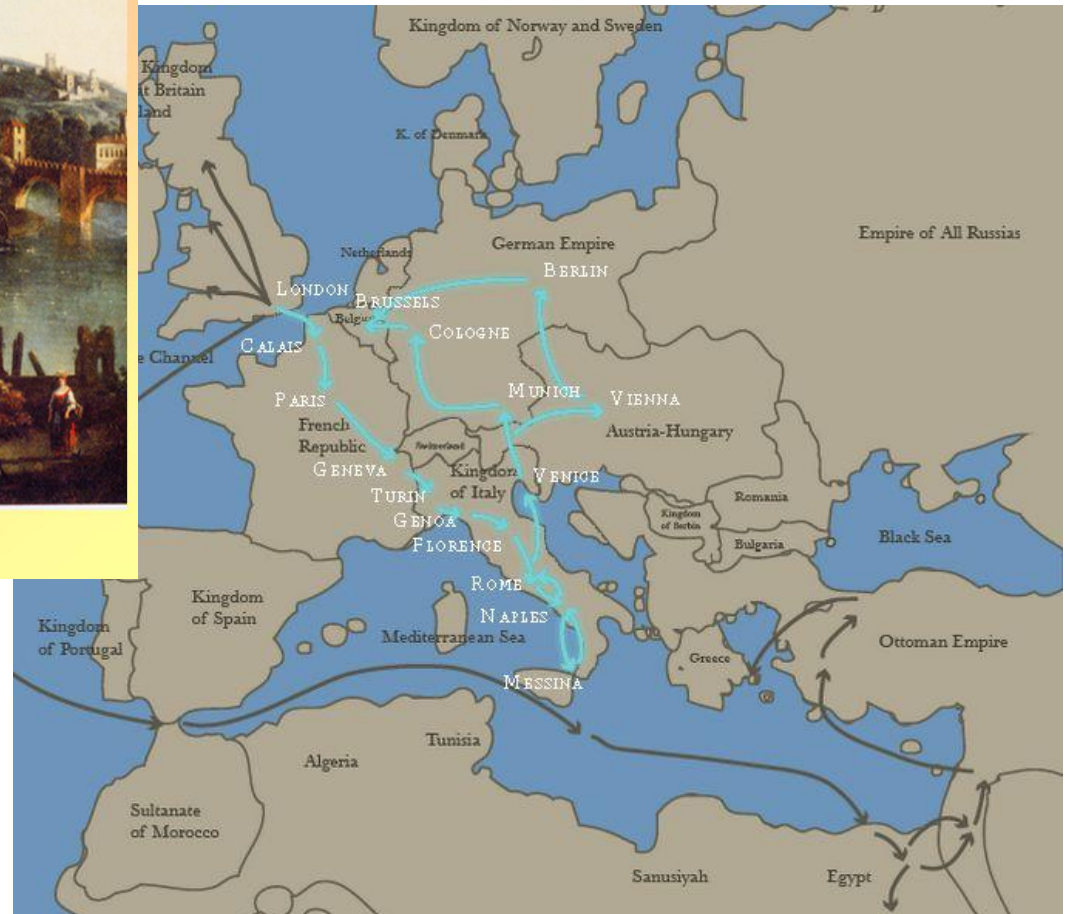 Kingdom of Norway and Sweden
Kingdom
it Britain
land
K. of Denmark
Empire of All Russias
German Empire
Netherlands
BERLIN
LONDON
BRUSSELS
COLOGNE
CALAIS
e Channel
MUNICH
VIENNA
PARIS
French
Republic
Austria-Hungary
Switzerland
GENEVA
Kingdom
of Italy
VENICE
TURIN
Romania
GENOA
Kingdom
of Serbia
FLORENCE
Bulgaria
Black Sea
ROME
Kingdom
of Spain
NAPLES
Kingdom
of Portugal
Mediterranean Sea
Ottoman Empire
Greece
MESSINA
Tunisia
Algeria
Sultanate
of Morocco
Sanusiyah
Egypt